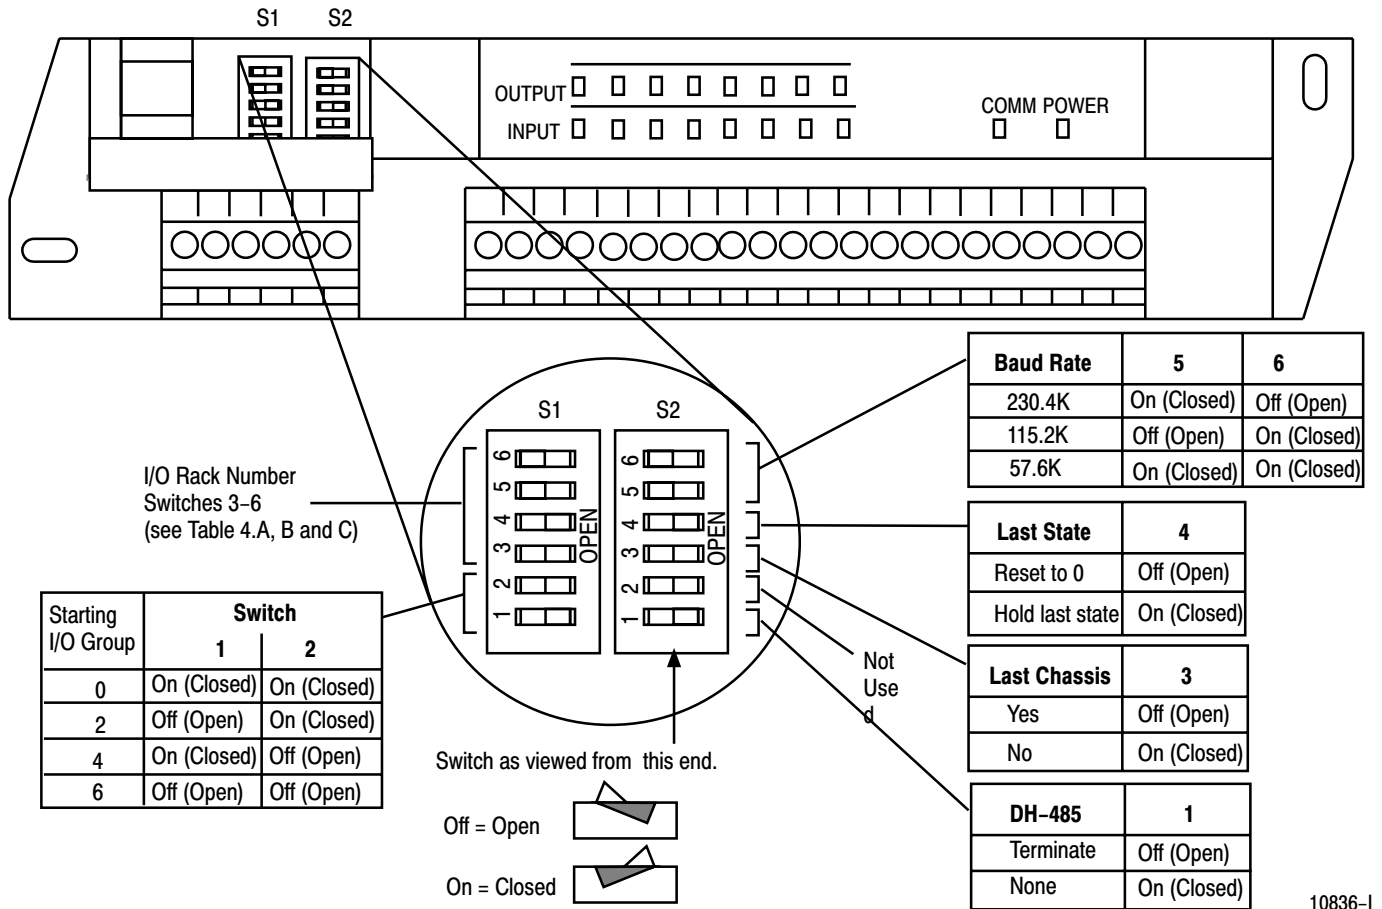 S1 S2
OUTPUT
INPUT
COMM POWER
S1 S2
6 5 4 3 2 1
OPEN
6 5 4 3 2 1
OPEN
I/O Rack Number
Switches 3–6
(see Table 4.A, B and C)
Starting I/O Group Switch
1 2
0 On (Closed) On (Closed)
2 Off (Open) On (Closed)
4 On (Closed) Off (Open)
6 Off (Open) Off (Open)
Baud Rate 5 6
230.4K On (Closed) Off (Open)
115.2K Off (Open) On (Closed)
57.6K On (Closed) On (Closed)
Last State 4
Reset to 0 Off (Open)
Hold last state On (Closed)
Last Chassis 3
Yes Off (Open)
No On (Closed)
Not
Use
d
DH–485 1
Terminate Off (Open)
None On (Closed)
Switch as viewed from this end.
Off = Open
On = Closed
10836–I